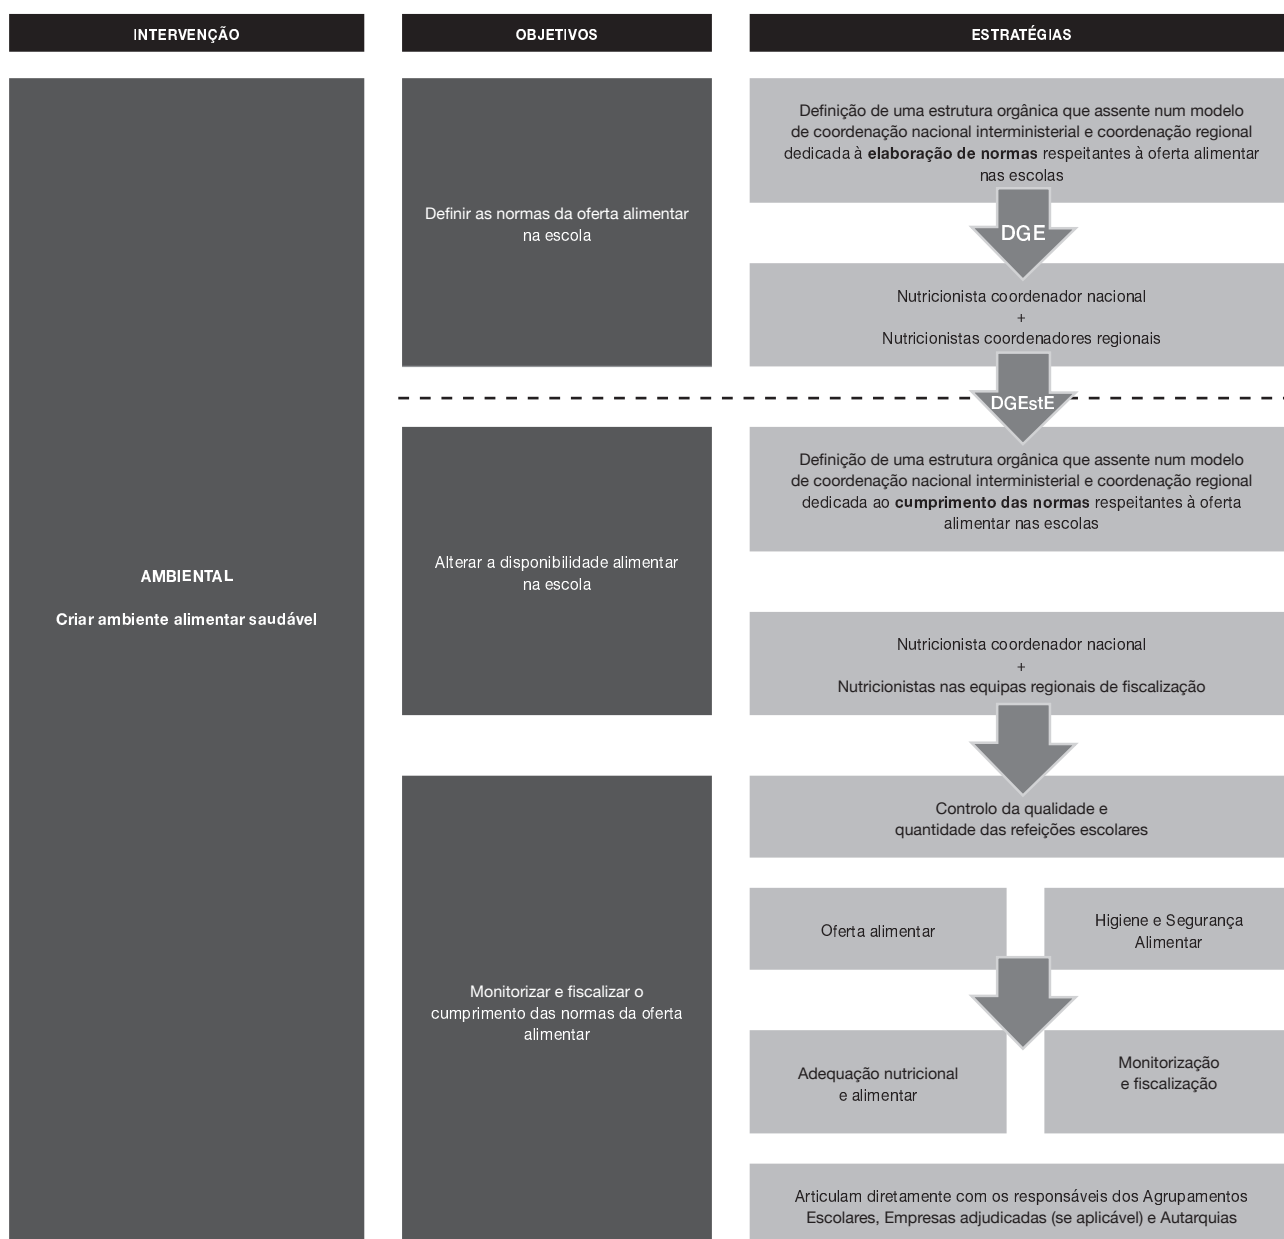 INTERVENÇÃO
OBJETIVOS
ESTRATÉGIAS
AMBIENTAL
Criar ambiente alimentar saudável
Definir as normas da oferta alimentar
na escola
Definição de uma estrutura orgânica que assente num modelo
de coordenação nacional interministerial e coordenação regional
dedicada à elaboração de normas respeitantes à oferta alimentar
nas escolas
DGE
Nutricionista coordenador nacional
+
Nutricionistas coordenadores regionais
DGEstE
Alterar a disponibilidade alimentar
na escola
Definição de uma estrutura orgânica que assente num modelo
de coordenação nacional interministerial e coordenação regional
dedicada ao cumprimento das normas respeitantes à oferta
alimentar nas escolas
Nutricionista coordenador nacional
+
Nutricionistas nas equipas regionais de fiscalização
Monitorizar e fiscalizar o
cumprimento das normas da oferta
alimentar
Controlo da qualidade e
quantidade das refeições escolares
Oferta alimentar
Higiene e Segurança
Alimentar
Adequação nutricional
e alimentar
Monitorização
e fiscalização
Articulam diretamente com os responsáveis dos Agrupamentos
Escolares, Empresas adjudicadas (se aplicável) e Autarquias